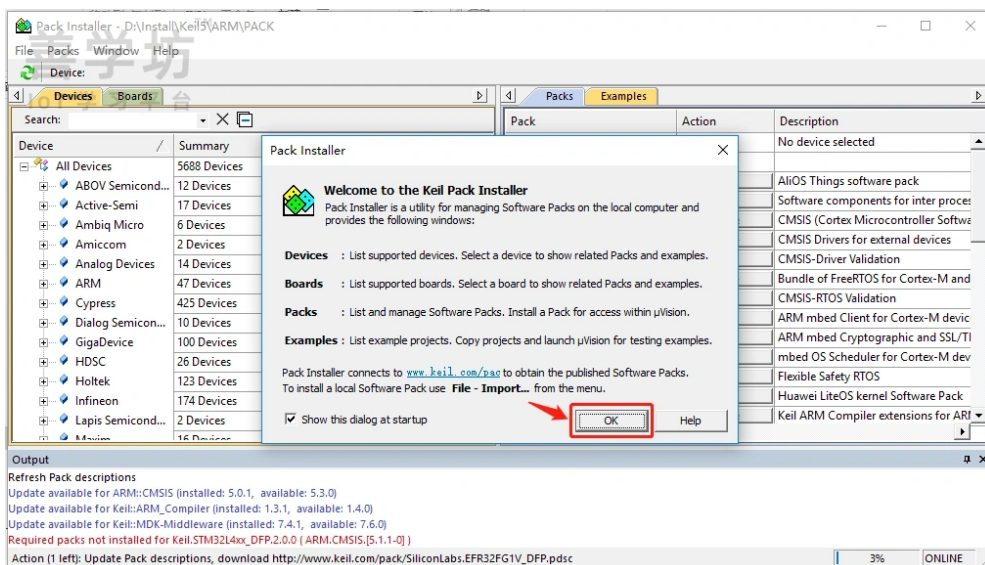 Pack Installer - D:\Install\Keil5\ARM\PACK
File Packs Window Help
善学坊
IoT学习平台
Device:
Devices Boards
Search:
Device Summary
All Devices 5688 Devices
ABOV Semicond... 12 Devices
Active-Semi 17 Devices
Ambiq Micro 6 Devices
Amiccom 2 Devices
Analog Devices 14 Devices
ARM 47 Devices
Cypress 425 Devices
Dialog Semicon... 10 Devices
GigaDevice 100 Devices
HDSC 26 Devices
Holtek 123 Devices
Infineon 174 Devices
Lapis Semicond... 2 Devices
Maxim 16 Devices
Packs Examples
Pack Action Description
No device selected
AliOS Things software pack
Software components for inter proces
CMSIS (Cortex Microcontroller Softwa
CMSIS Drivers for external devices
CMSIS-Driver Validation
Bundle of FreeRTOS for Cortex-M and
CMSIS-RTOS Validation
ARM mbed Client for Cortex-M devic
ARM mbed Cryptographic and SSL/Tl
mbed OS Scheduler for Cortex-M dev
Flexible Safety RTOS
Huawei LiteOS kernel Software Pack
Keil ARM Compiler extensions for ARM
Pack Installer
Welcome to the Keil Pack Installer
Pack Installer is a utility for managing Software Packs on the local computer and
provides the following windows:
Devices : List supported devices. Select a device to show related Packs and examples.
Boards : List supported boards. Select a board to show related Packs and examples.
Packs : List and manage Software Packs. Install a Pack for access within µVision.
Examples : List example projects. Copy projects and launch µVision for testing examples.
Pack Installer connects to www.keil.com/pac to obtain the published Software Packs.
To install a local Software Pack use File - Import... from the menu.
Show this dialog at startup
OK
Help
Output
Refresh Pack descriptions
Update available for ARM::CMSIS (installed: 5.0.1, available: 5.3.0)
Update available for Keil::ARM_Compiler (installed: 1.3.1, available: 1.4.0)
Update available for Keil::MDK-Middleware (installed: 7.4.1, available: 7.6.0)
Required packs not installed for Keil.STM32L4xx_DFP.2.0.0 ( ARM.CMSIS.[5.1.1-0] )
Action (1 left): Update Pack descriptions, download http://www.keil.com/pack/SiliconLabs.EFR32FG1V_DFP.pdsc
3%
ONLINE